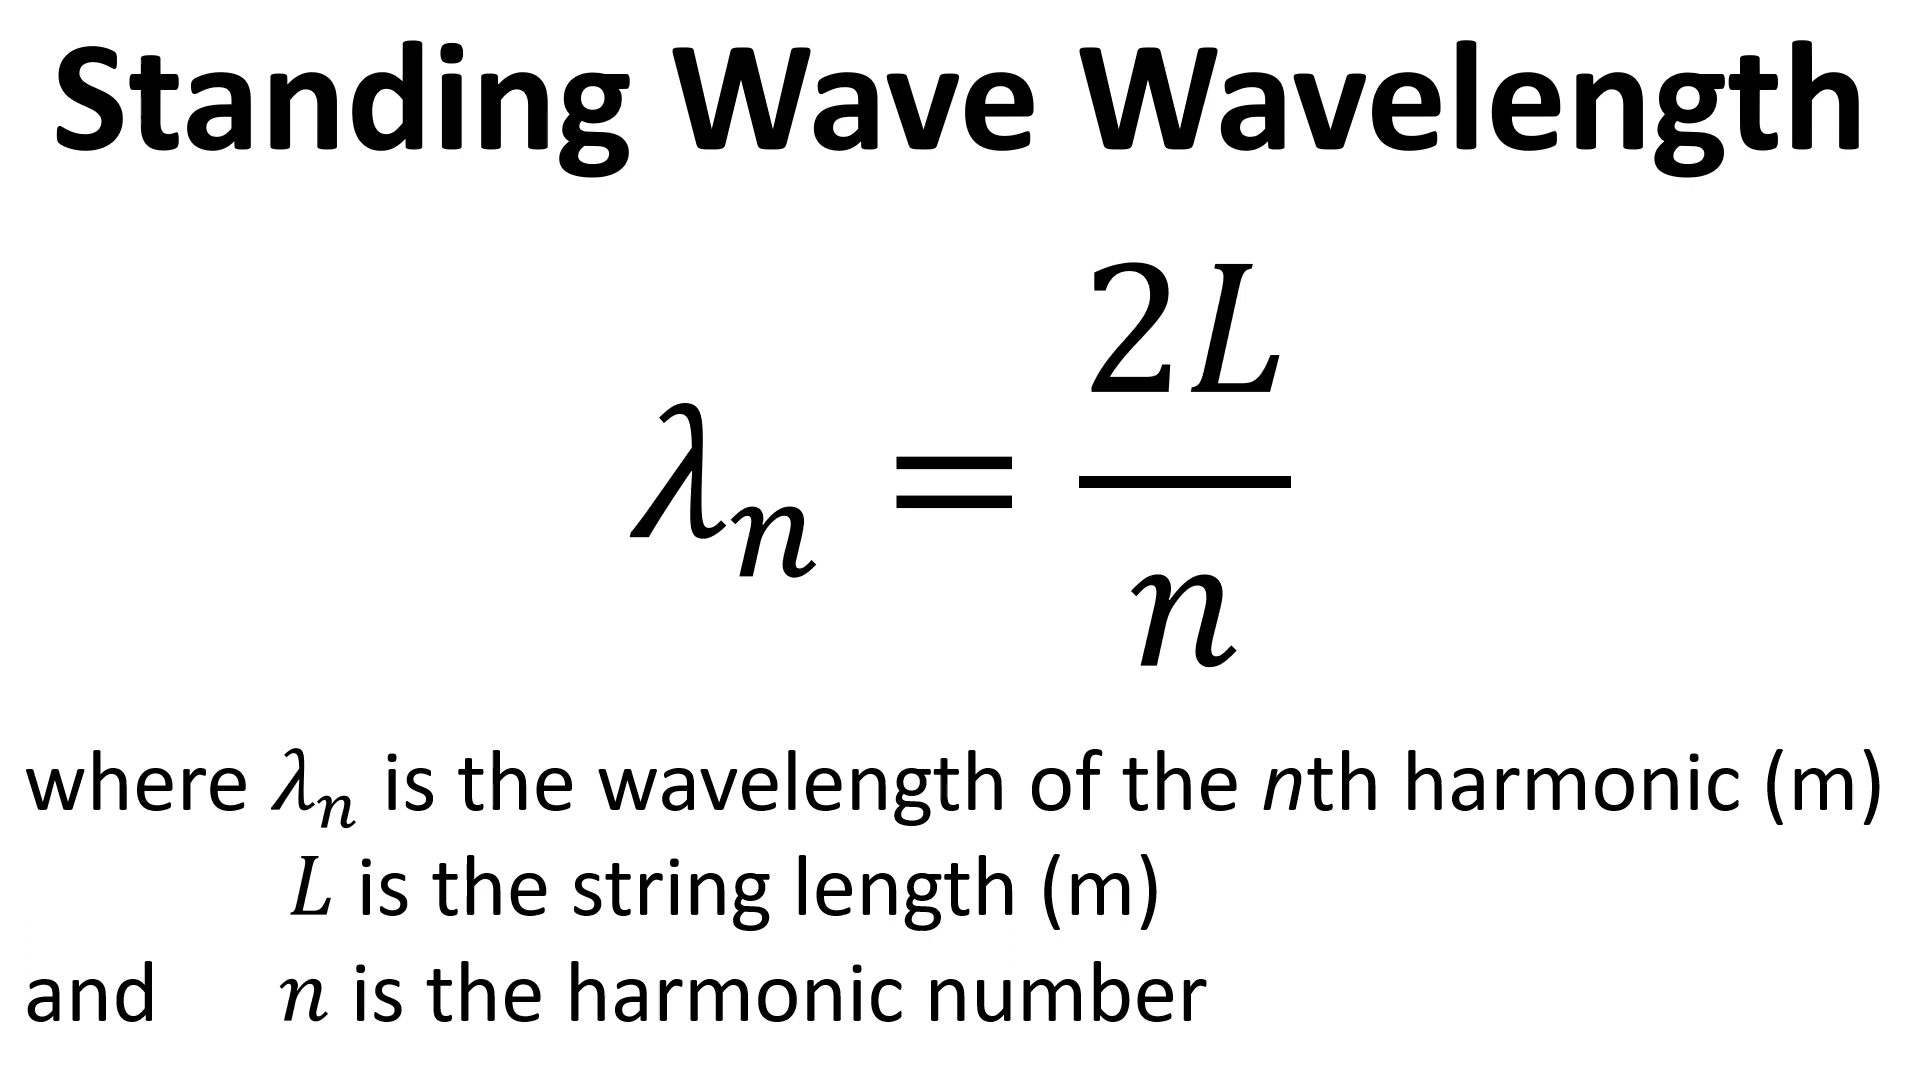 Standing Wave Wavelength
λₙ = 2L/n
where λₙ is the wavelength of the nth harmonic (m)
L is the string length (m)
and n is the harmonic number